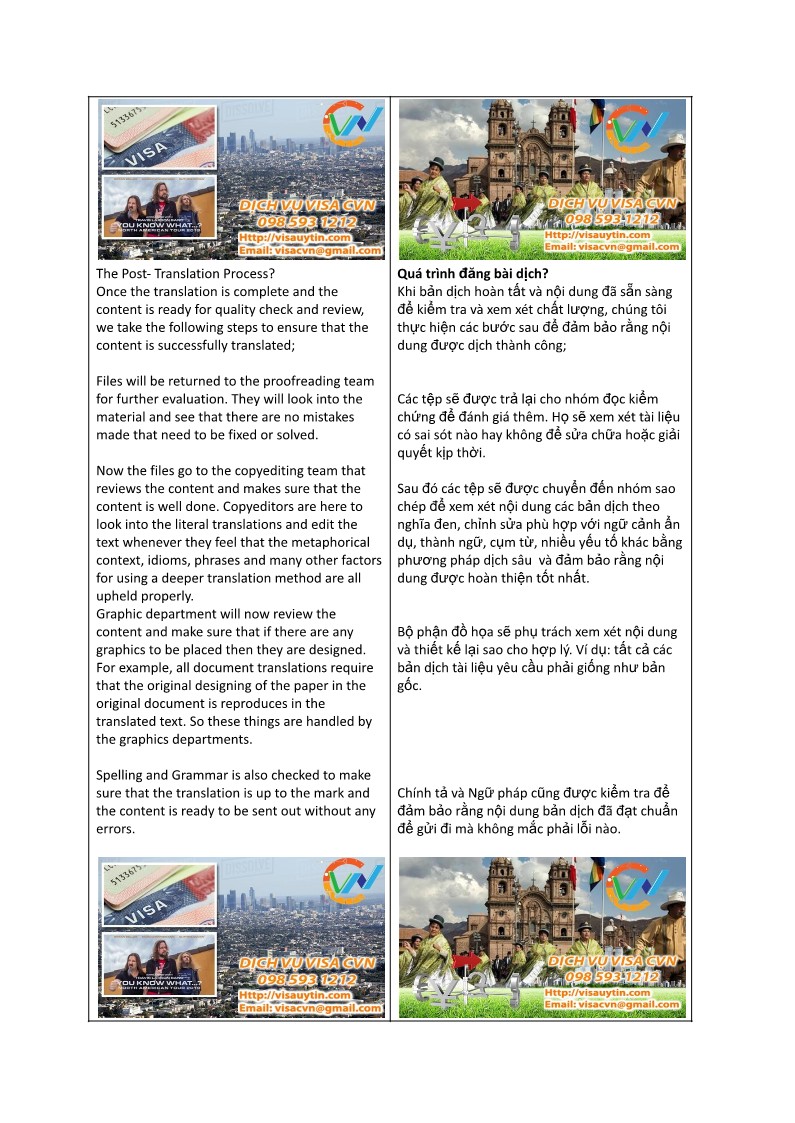 513367
VISA
YOU KNOW WHAT...?
NORTH AMERICAN TOUR 2010
CVN
DỊCH VỤ VISA CVN
098 593 1212
Http://visauytin.com
Email: visacvn@gmail.com
CVN
DỊCH VỤ VISA CVN
098 593 1212
Http://visauytin.com
Email: visacvn@gmail.com
The Post- Translation Process?
Once the translation is complete and the
content is ready for quality check and review,
we take the following steps to ensure that the
content is successfully translated;
Files will be returned to the proofreading team
for further evaluation. They will look into the
material and see that there are no mistakes
made that need to be fixed or solved.
Now the files go to the copyediting team that
reviews the content and makes sure that the
content is well done. Copyeditors are here to
look into the literal translations and edit the
text whenever they feel that the metaphorical
context, idioms, phrases and many other factors
for using a deeper translation method are all
upheld properly.
Graphic department will now review the
content and make sure that if there are any
graphics to be placed then they are designed.
For example, all document translations require
that the original designing of the paper in the
original document is reproduces in the
translated text. So these things are handled by
the graphics departments.
Spelling and Grammar is also checked to make
sure that the translation is up to the mark and
the content is ready to be sent out without any
errors.
Quá trình đăng bài dịch?
Khi bản dịch hoàn tất và nội dung đã sẵn sàng
để kiểm tra và xem xét chất lượng, chúng tôi
thực hiện các bước sau để đảm bảo rằng nội
dung được dịch thành công;
Các tệp sẽ được trả lại cho nhóm đọc kiểm
chứng để đánh giá thêm. Họ sẽ xem xét tài liệu
có sai sót nào hay không để sửa chữa hoặc giải
quyết kịp thời.
Sau đó các tệp sẽ được chuyển đến nhóm sao
chép để xem xét nội dung các bản dịch theo
nghĩa đen, chỉnh sửa phù hợp với ngữ cảnh ẩn
dụ, thành ngữ, cụm từ, nhiều yếu tố khác bằng
phương pháp dịch sâu  và đảm bảo rằng nội
dung được hoàn thiện tốt nhất.
Bộ phận đồ họa sẽ phụ trách xem xét nội dung
và thiết kế lại sao cho hợp lý. Ví dụ: tất cả các
bản dịch tài liệu yêu cầu phải giống như bản
gốc.
Chính tả và Ngữ pháp cũng được kiểm tra để
đảm bảo rằng nội dung bản dịch đã đạt chuẩn
để gửi đi mà không mắc phải lỗi nào.
513367
VISA
YOU KNOW WHAT...?
NORTH AMERICAN TOUR 2010
CVN
DỊCH VỤ VISA CVN
098 593 1212
Http://visauytin.com
Email: visacvn@gmail.com
CVN
DỊCH VỤ VISA CVN
098 593 1212
Http://visauytin.com
Email: visacvn@gmail.com